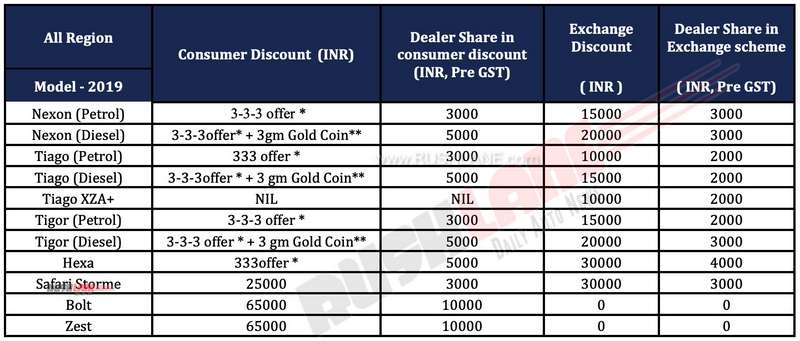 All Region
Consumer Discount (INR)
Dealer Share in
consumer discount
(INR, Pre GST)
Exchange
Discount
( INR )
Dealer Share in
Exchange scheme
( INR, Pre GST)
Model - 2019
Nexon (Petrol) 3-3-3 offer * 3000 15000 3000
Nexon (Diesel) 3-3-3offer* + 3gm Gold Coin** 5000 20000 3000
Tiago (Petrol) 333 offer * 3000 10000 2000
Tiago (Diesel) 3-3-3offer* + 3 gm Gold Coin** 5000 15000 2000
Tiago XZA+ NIL NIL 10000 2000
Tigor (Petrol) 3-3-3 offer * 3000 15000 2000
Tigor (Diesel) 3-3-3 offer * + 3 gm Gold Coin** 5000 20000 3000
Hexa 333offer * 5000 30000 4000
Safari Storme 25000 3000 30000 3000
Bolt 65000 10000 0 0
Zest 65000 10000 0 0
RUSHLANE
Daily Auto News